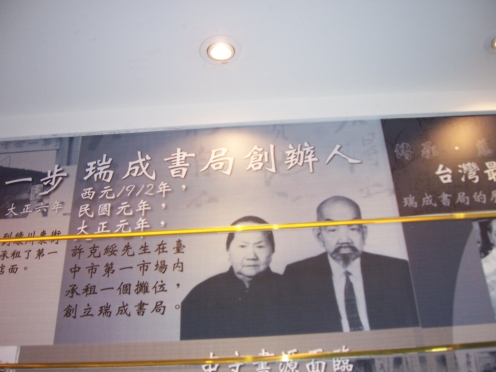 一步
大正六年
承租了第一
店面。
瑞成書局創辦人
西元1912年，
民國元年，
大正元年，
許克綏先生在臺
中市第一市場內
承租一個攤位，
創立瑞成書局。
台灣最
瑞成書局的